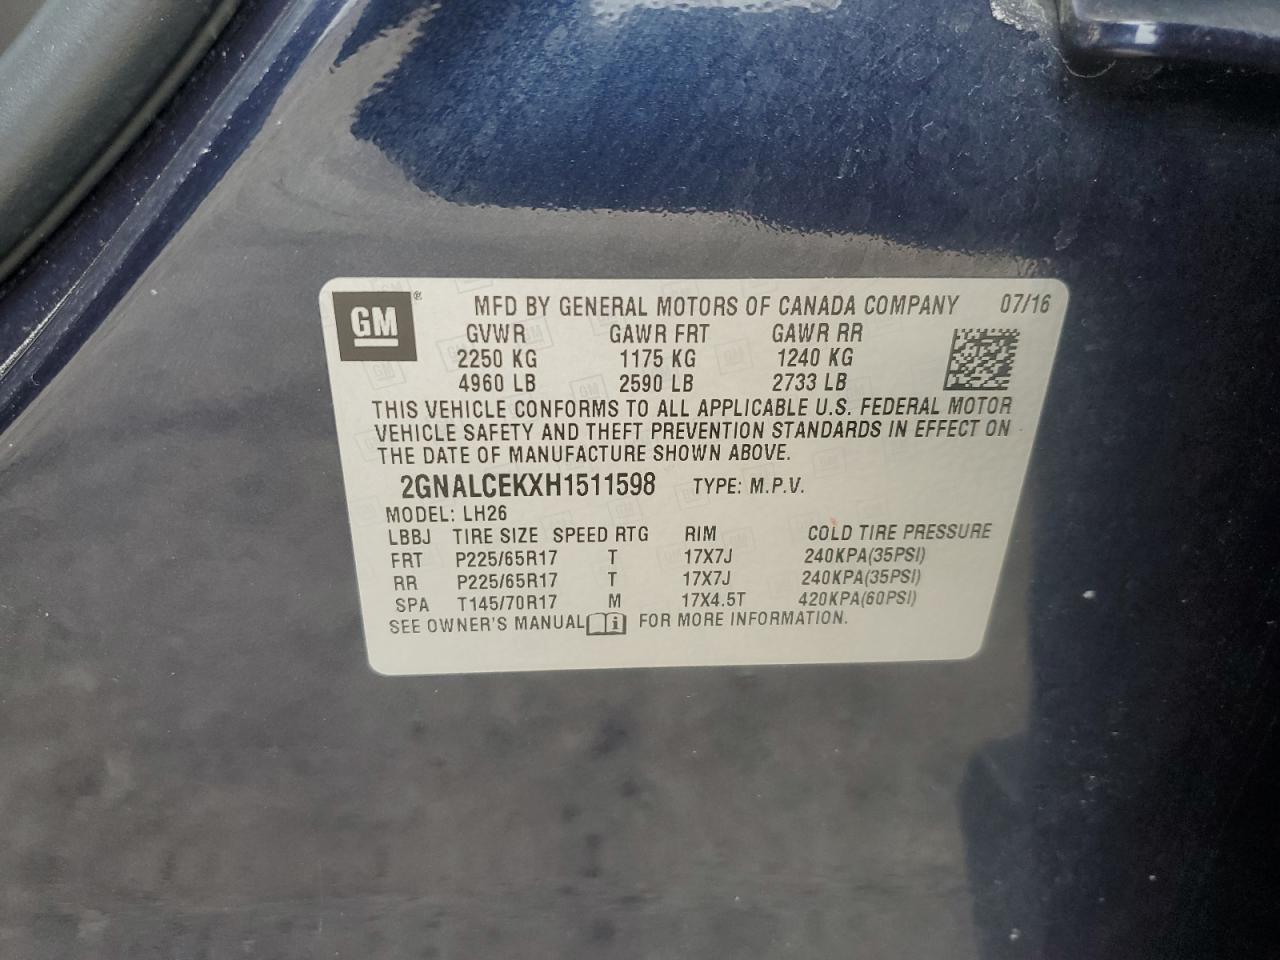 GM ® MFD BY GENERAL MOTORS OF CANADA COMPANY 07/16
GVWR GAWR FRT GAWR RR
2250 KG 1175 KG 1240 KG
4960 LB 2590 LB 2733 LB
THIS VEHICLE CONFORMS TO ALL APPLICABLE U.S. FEDERAL MOTOR
VEHICLE SAFETY AND THEFT PREVENTION STANDARDS IN EFFECT ON
THE DATE OF MANUFACTURE SHOWN ABOVE.
2GNALCEKXH1511598 TYPE: M.P.V.
MODEL: LH26
LBBJ TIRE SIZE SPEED RTG RIM COLD TIRE PRESSURE
FRT P225/65R17 T 17X7J 240KPA(35PSI)
RR P225/65R17 T 17X7J 240KPA(35PSI)
SPA T145/70R17 M 17X4.5T 420KPA(60PSI)
SEE OWNER'S MANUAL i FOR MORE INFORMATION.